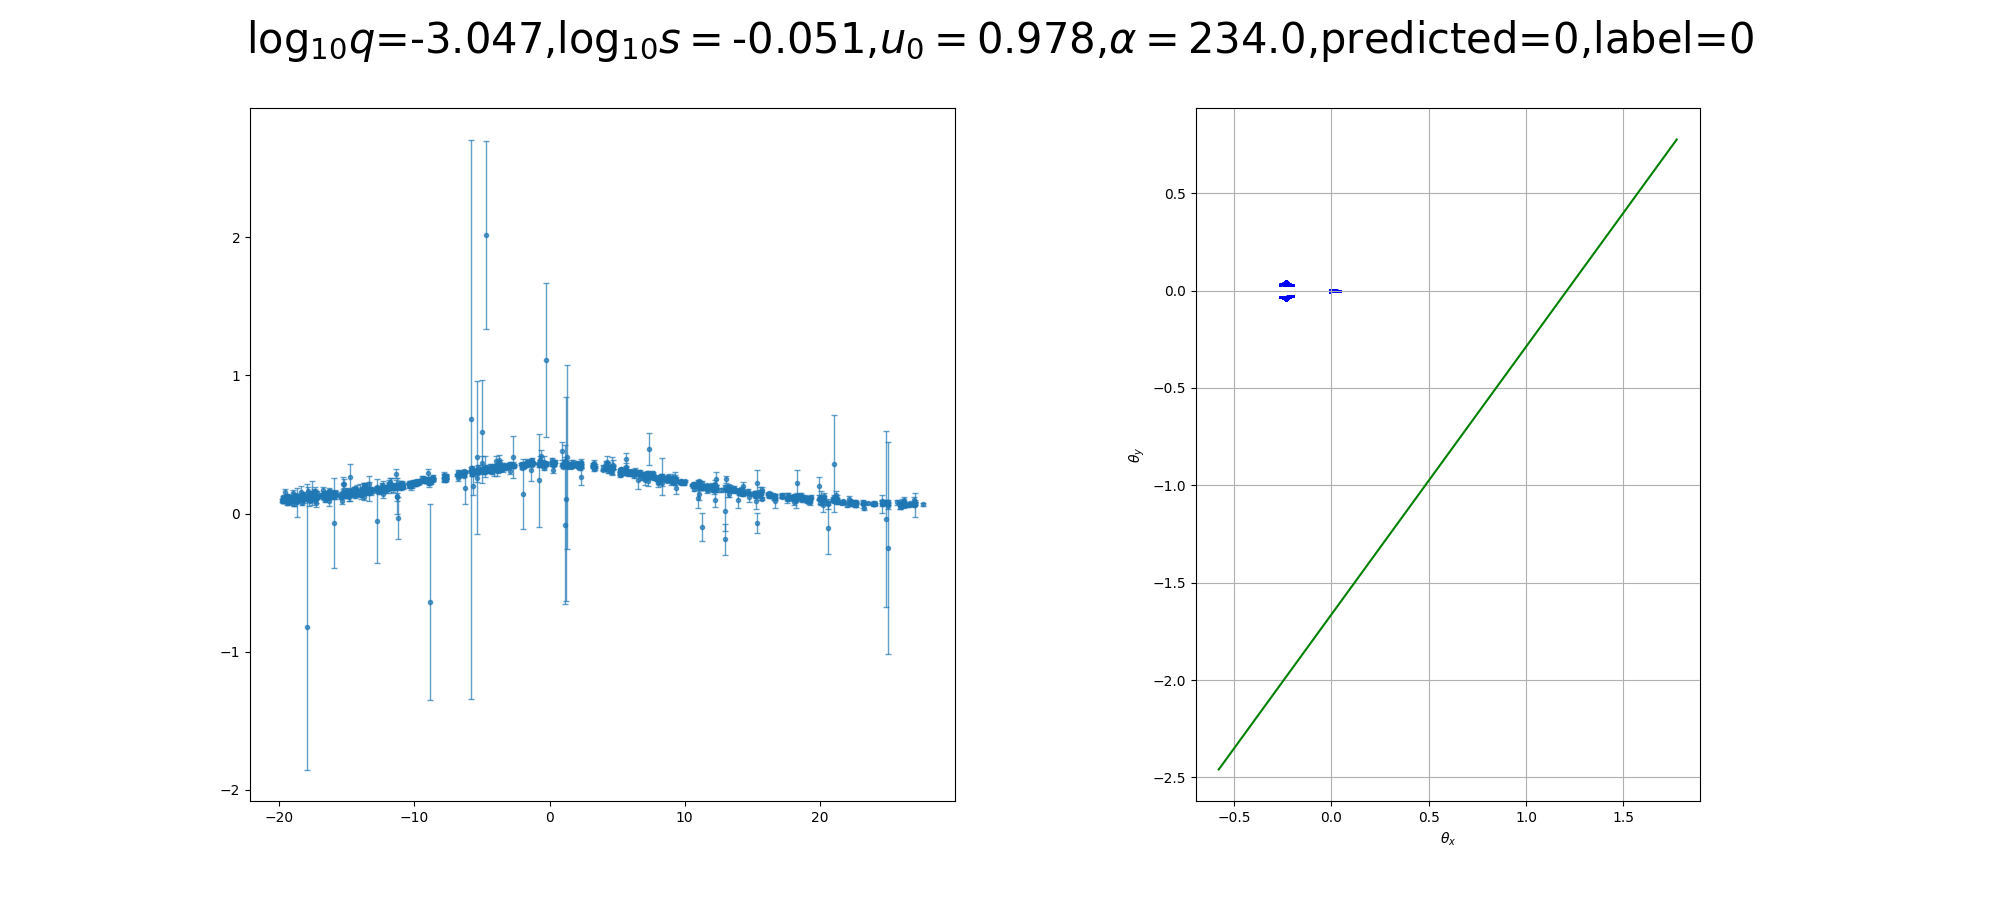 log₁₀q=-3.047,log₁₀s = -0.051,u₀ = 0.978,α = 234.0,predicted=0,label=0
2
1
0
−1
−2
−20 −10 0 10 20
0.5
0.0
−0.5
−1.0
−1.5
−2.0
−2.5
θy
−0.5 0.0 0.5 1.0 1.5
θx